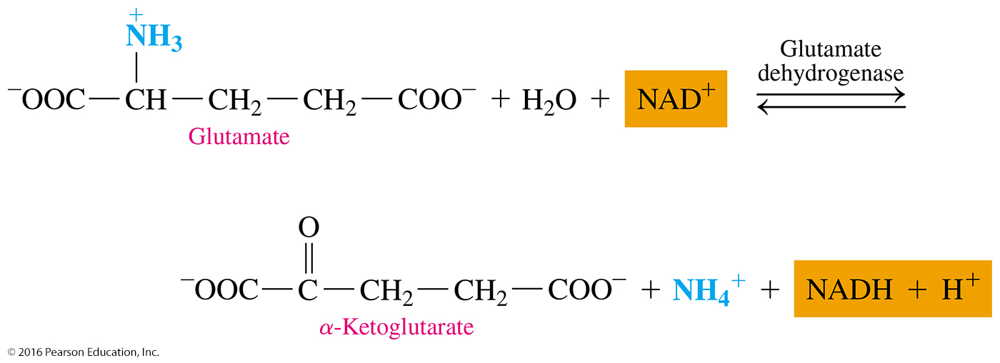 +
NH₃
Glutamate
dehydrogenase
⁻OOC—CH—CH₂—CH₂—COO⁻ + H₂O + NAD⁺ ⇌
Glutamate
O
⁻OOC—C—CH₂—CH₂—COO⁻ + NH₄⁺ + NADH + H⁺
α-Ketoglutarate
© 2016 Pearson Education, Inc.